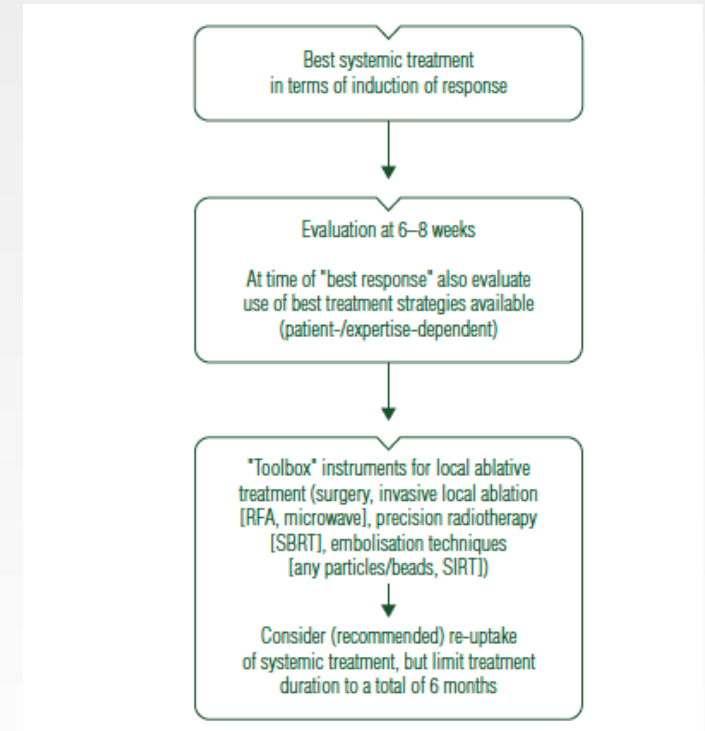 Best systemic treatment
in terms of induction of response
Evaluation at 6–8 weeks
At time of "best response" also evaluate
use of best treatment strategies available
(patient-/expertise-dependent)
"Toolbox" instruments for local ablative
treatment (surgery, invasive local ablation
[RFA, microwave], precision radiotherapy
[SBRT], embolisation techniques
[any particles/beads, SIRT])
Consider (recommended) re-uptake
of systemic treatment, but limit treatment
duration to a total of 6 months